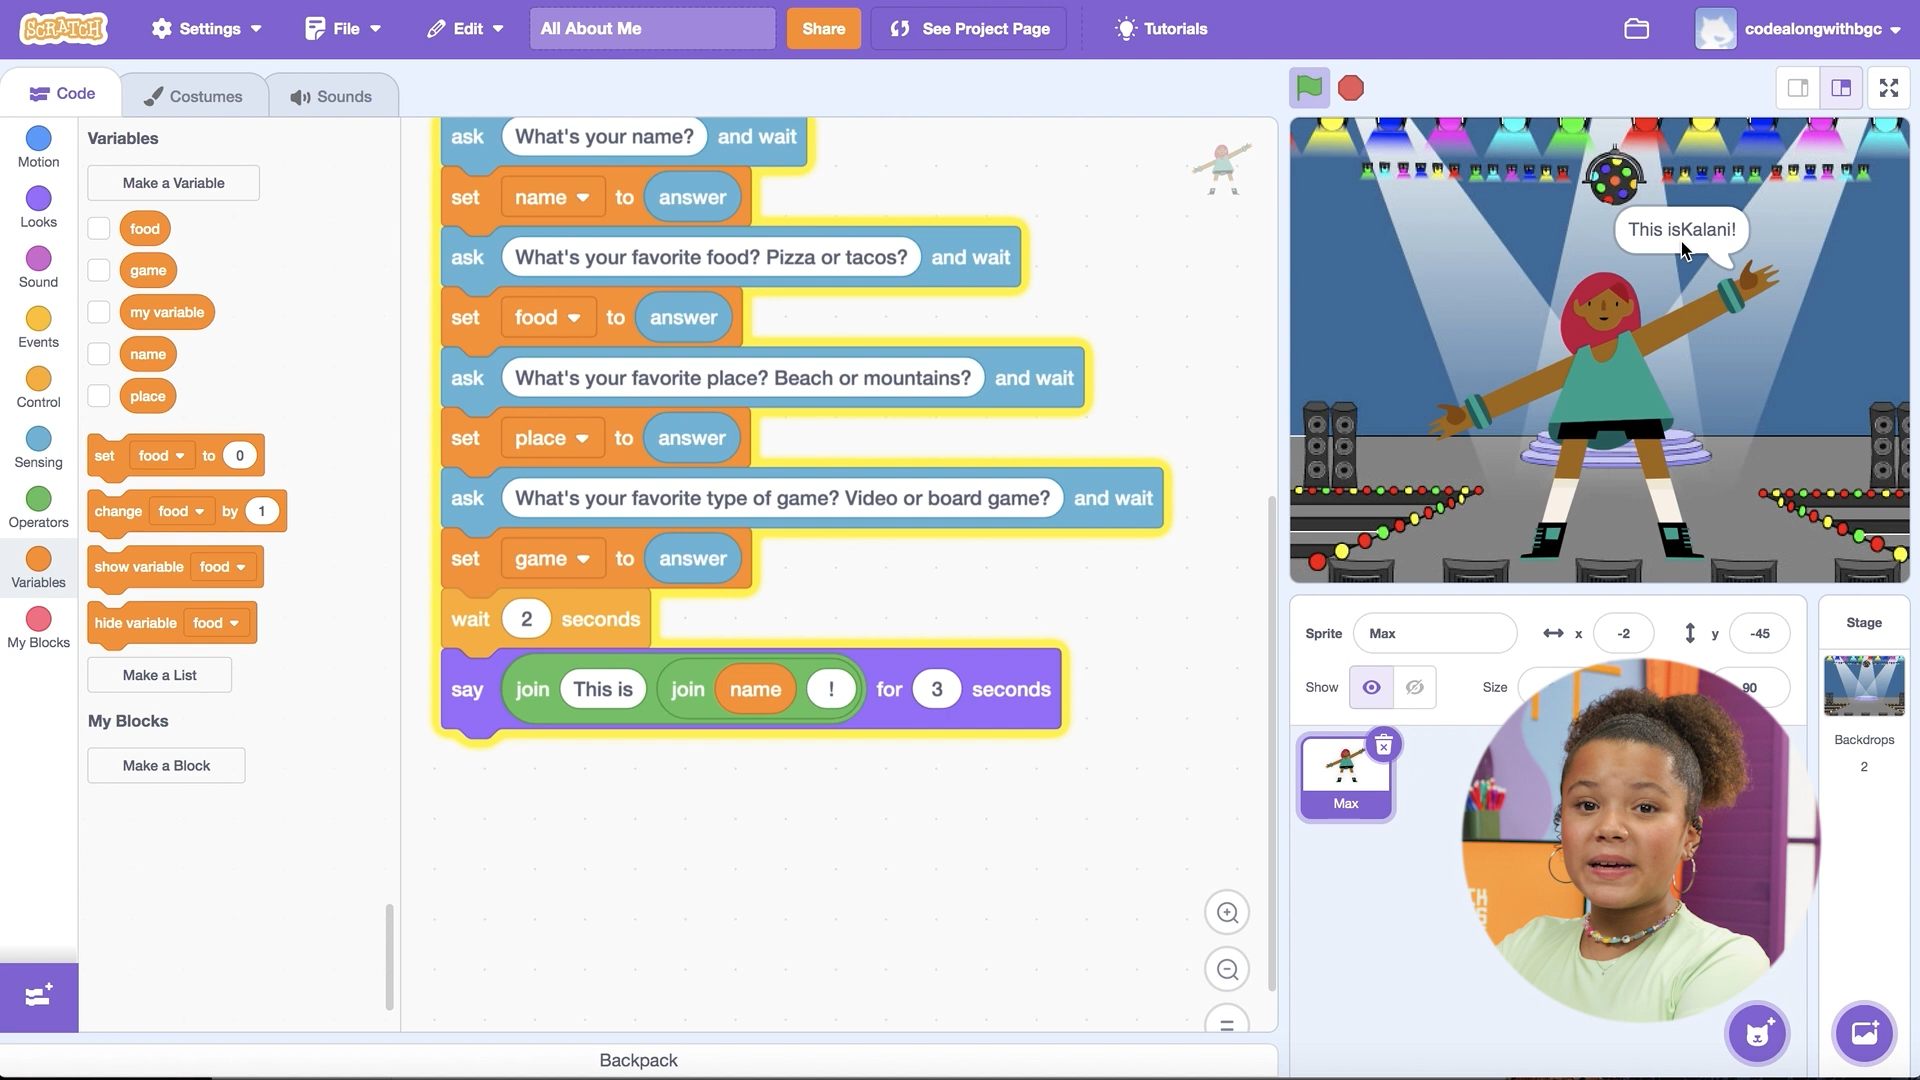 SCRATCH Settings File Edit All About Me Share See Project Page Tutorials codealongwithbgc
Code Costumes Sounds
Motion
Looks
Sound
Events
Control
Sensing
Operators
Variables
My Blocks
Variables
Make a Variable
food
game
my variable
name
place
set food to 0
change food by 1
show variable food
hide variable food
Make a List
My Blocks
Make a Block
ask What's your name? and wait
set name to answer
ask What's your favorite food? Pizza or tacos? and wait
set food to answer
ask What's your favorite place? Beach or mountains? and wait
set place to answer
ask What's your favorite type of game? Video or board game? and wait
set game to answer
wait 2 seconds
say join This is join name ! for 3 seconds
Backpack
This isKalani!
Sprite Max x -2 y -45
Show Size 90
Max
Stage
Backdrops
2